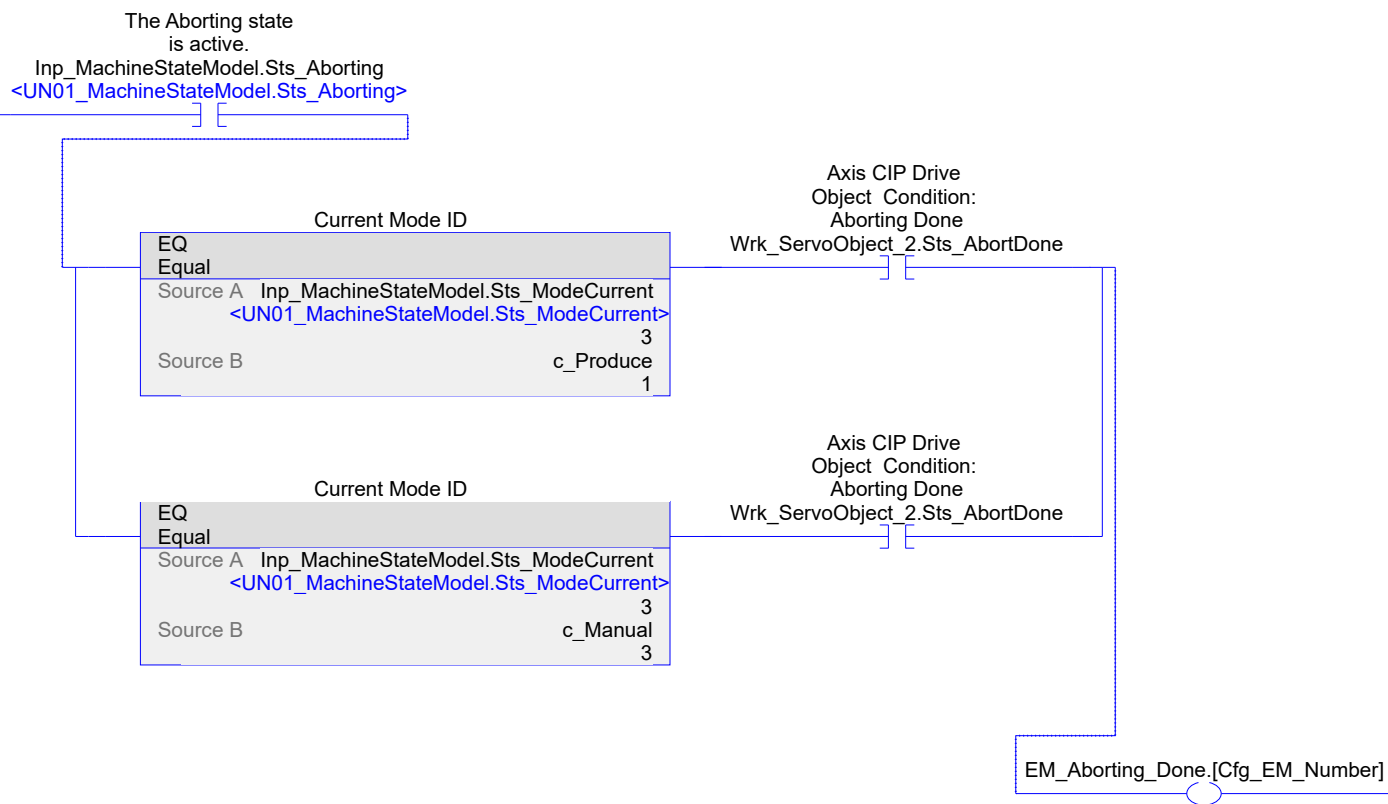 The Aborting state
is active.
Inp_MachineStateModel.Sts_Aborting
<UN01_MachineStateModel.Sts_Aborting>
Current Mode ID
EQ
Equal
Source A Inp_MachineStateModel.Sts_ModeCurrent
<UN01_MachineStateModel.Sts_ModeCurrent>
3
Source B c_Produce
1
Axis CIP Drive
Object Condition:
Aborting Done
Wrk_ServoObject_2.Sts_AbortDone
Current Mode ID
EQ
Equal
Source A Inp_MachineStateModel.Sts_ModeCurrent
<UN01_MachineStateModel.Sts_ModeCurrent>
3
Source B c_Manual
3
Axis CIP Drive
Object Condition:
Aborting Done
Wrk_ServoObject_2.Sts_AbortDone
EM_Aborting_Done.[Cfg_EM_Number]